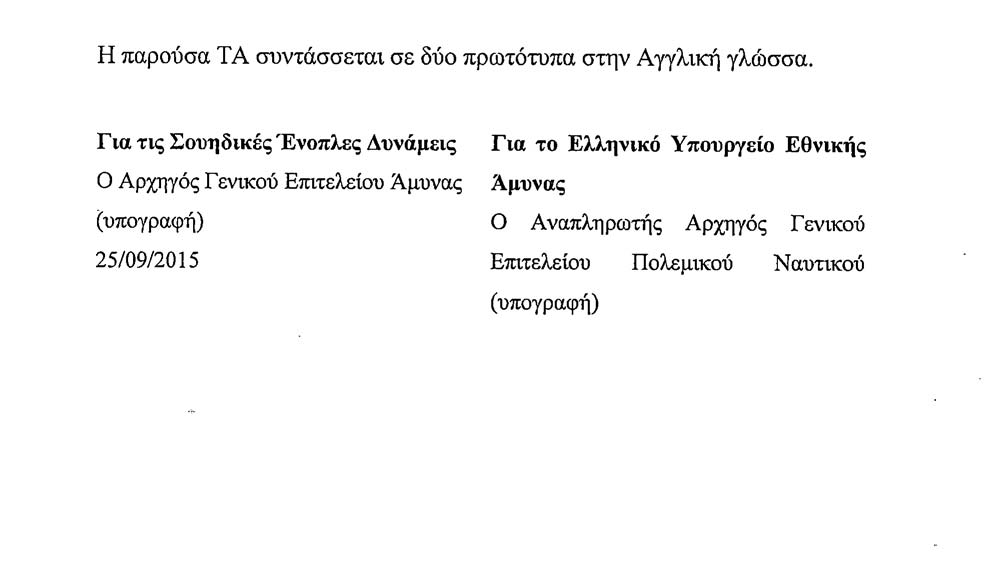 Η παρούσα ΤΑ συντάσσεται σε δύο πρωτότυπα στην Αγγλική γλώσσα.
Για τις Σουηδικές Ένοπλες Δυνάμεις
Ο Αρχηγός Γενικού Επιτελείου Άμυνας
(υπογραφή)
25/09/2015
Για το Ελληνικό Υπουργείο Εθνικής
Άμυνας
Ο Αναπληρωτής Αρχηγός Γενικού
Επιτελείου Πολεμικού Ναυτικού
(υπογραφή)